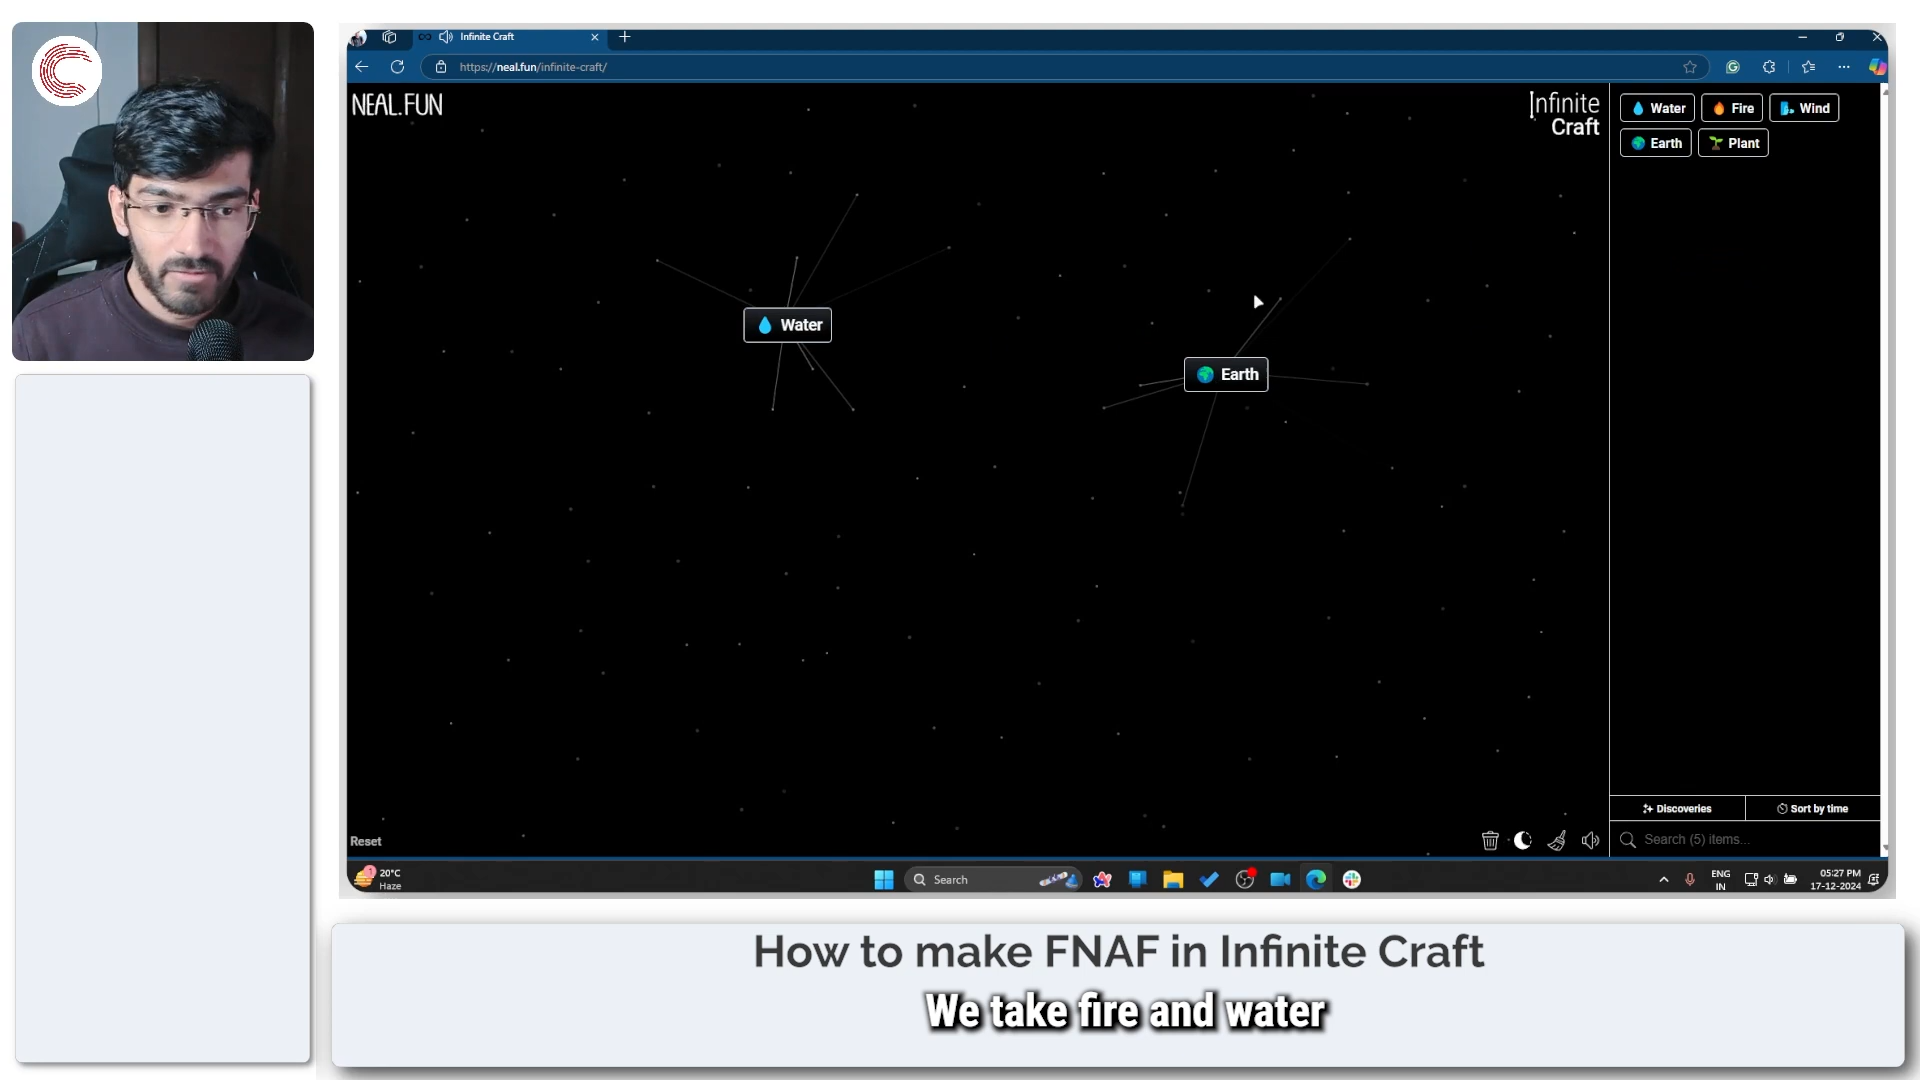 Infinite Craft
https://neal.fun/infinite-craft/
NEAL.FUN
Infinite
Craft
Water
Fire
Wind
Earth
Plant
Water
Earth
Discoveries
Sort by time
Reset
Search (5) items...
20°C
Haze
Search
ENG
IN
05:27 PM
17-12-2024
How to make FNAF in Infinite Craft
We take fire and water